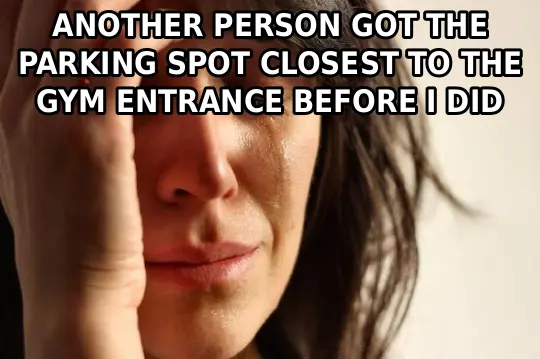 ANOTHER PERSON GOT THE
PARKING SPOT CLOSEST TO THE
GYM ENTRANCE BEFORE I DID